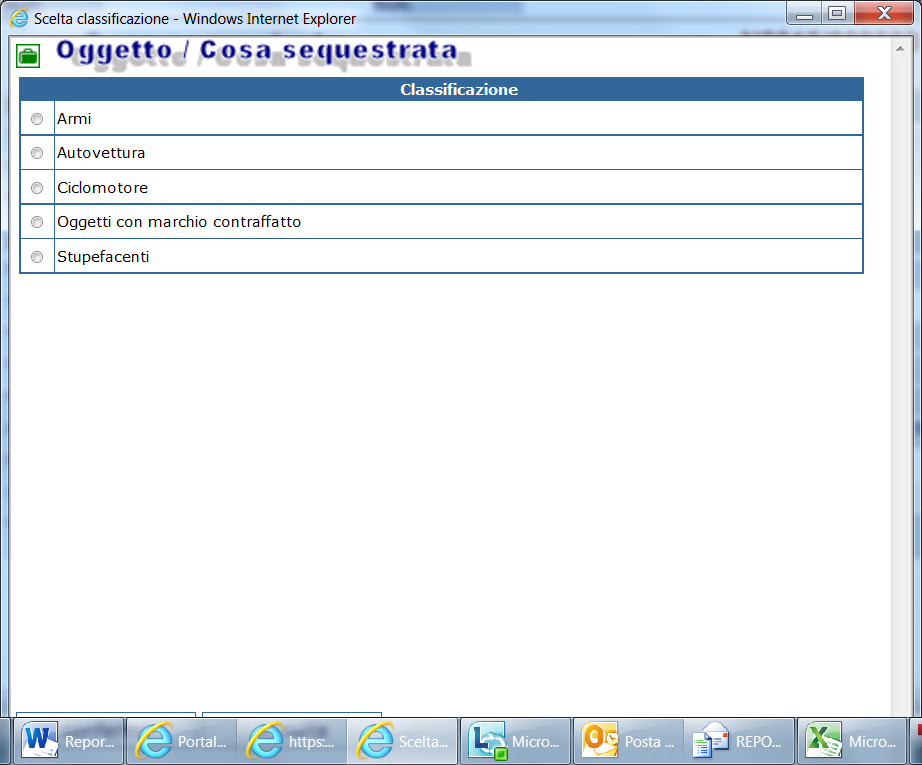 Scelta classificazione - Windows Internet Explorer
Oggetto / Cosa sequestrata
Classificazione
Armi
Autovettura
Ciclomotore
Oggetti con marchio contraffatto
Stupefacenti
Repor...
Portal...
https:...
Scelta...
Micro...
Posta ...
REPO...
Micro...